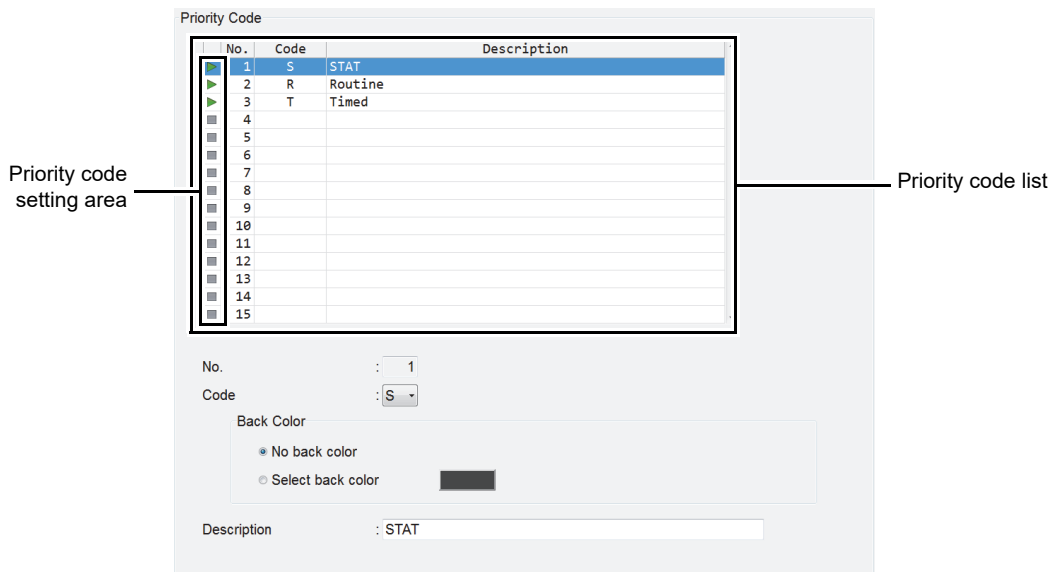 Priority Code
No. Code Description
1 S STAT
2 R Routine
3 T Timed
4
5
6
7
8
9
10
11
12
13
14
15
Priority code
setting area
Priority code list
No. : 1
Code : S
Back Color
No back color
Select back color
Description : STAT